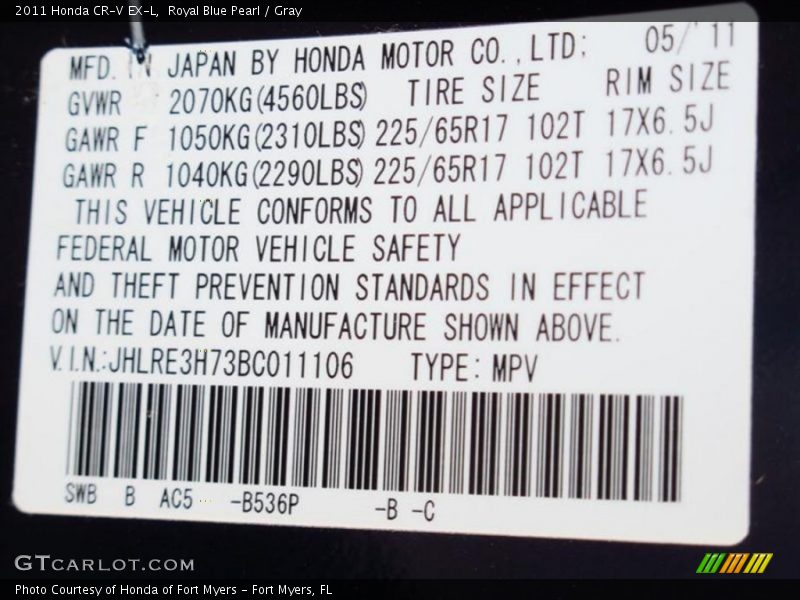 2011 Honda CR-V EX-L,  Royal Blue Pearl / Gray
MFD. IN JAPAN BY HONDA MOTOR CO.,LTD: 05/'11
GVWR 2070KG(4560LBS) TIRE SIZE RIM SIZE
GAWR F 1050KG(2310LBS) 225/65R17 102T 17X6.5J
GAWR R 1040KG(2290LBS) 225/65R17 102T 17X6.5J
THIS VEHICLE CONFORMS TO ALL APPLICABLE
FEDERAL MOTOR VEHICLE SAFETY
AND THEFT PREVENTION STANDARDS IN EFFECT
ON THE DATE OF MANUFACTURE SHOWN ABOVE.
V.I.N.:JHLRE3H73BC011106 TYPE: MPV
SWB B AC5 -B536P -B -C
GTCARLOT.COM
Photo Courtesy of Honda of Fort Myers - Fort Myers, FL